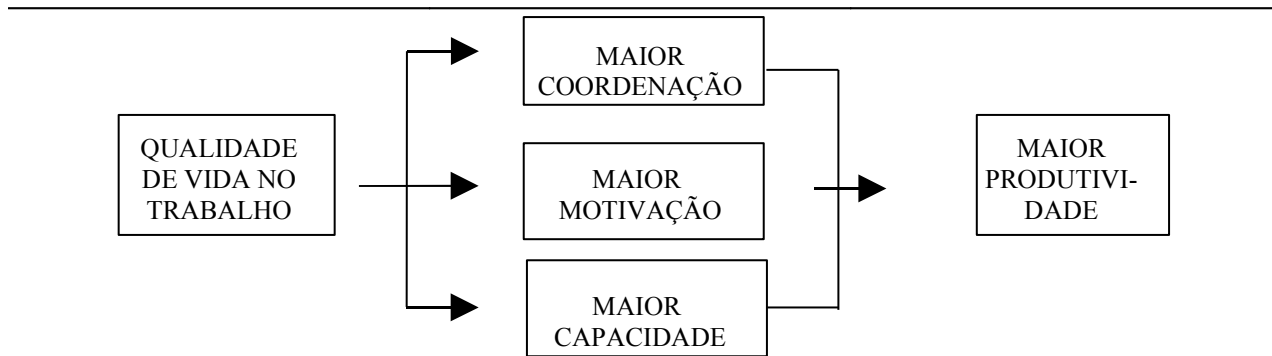 QUALIDADE
DE VIDA NO
TRABALHO
MAIOR
COORDENAÇÃO
MAIOR
MOTIVAÇÃO
MAIOR
CAPACIDADE
MAIOR
PRODUTIVI-
DADE